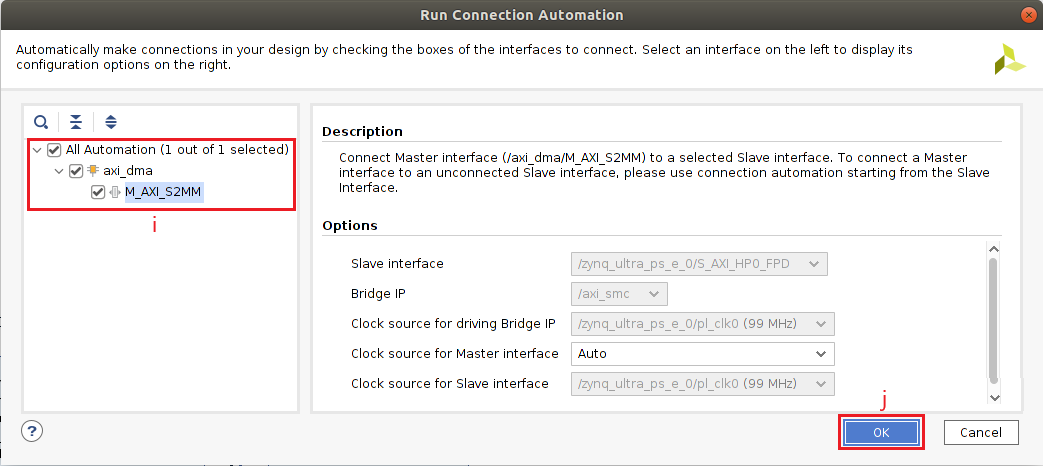 Run Connection Automation
Automatically make connections in your design by checking the boxes of the interfaces to connect. Select an interface on the left to display its
configuration options on the right.
All Automation (1 out of 1 selected)
axi_dma
M_AXI_S2MM
i
Description
Connect Master interface (/axi_dma/M_AXI_S2MM) to a selected Slave interface. To connect a Master
interface to an unconnected Slave interface, please use connection automation starting from the Slave
Interface.
Options
Slave interface /zynq_ultra_ps_e_0/S_AXI_HP0_FPD
Bridge IP /axi_smc
Clock source for driving Bridge IP /zynq_ultra_ps_e_0/pl_clk0 (99 MHz)
Clock source for Master interface Auto
Clock source for Slave interface /zynq_ultra_ps_e_0/pl_clk0 (99 MHz)
j
? OK Cancel